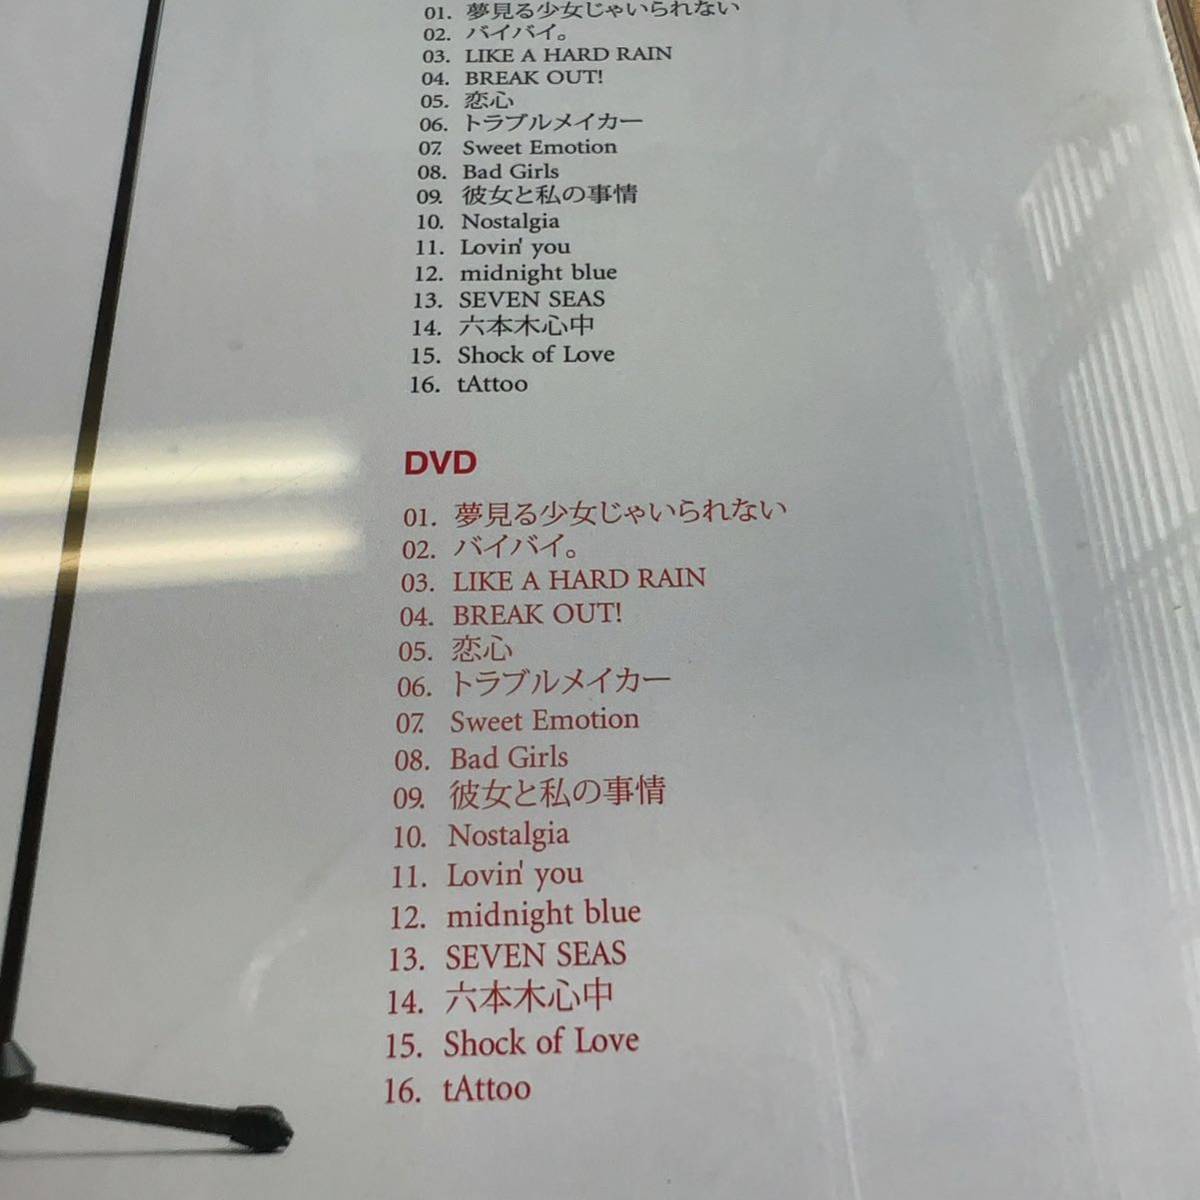 01. 夢見る少女じゃいられない
02. バイバイ。
03. LIKE A HARD RAIN
04. BREAK OUT!
05. 恋心
06. トラブルメイカー
07. Sweet Emotion
08. Bad Girls
09. 彼女と私の事情
10. Nostalgia
11. Lovin' you
12. midnight blue
13. SEVEN SEAS
14. 六本木心中
15. Shock of Love
16. tAttoo
DVD
01. 夢見る少女じゃいられない
02. バイバイ。
03. LIKE A HARD RAIN
04. BREAK OUT!
05. 恋心
06. トラブルメイカー
07. Sweet Emotion
08. Bad Girls
09. 彼女と私の事情
10. Nostalgia
11. Lovin' you
12. midnight blue
13. SEVEN SEAS
14. 六本木心中
15. Shock of Love
16. tAttoo